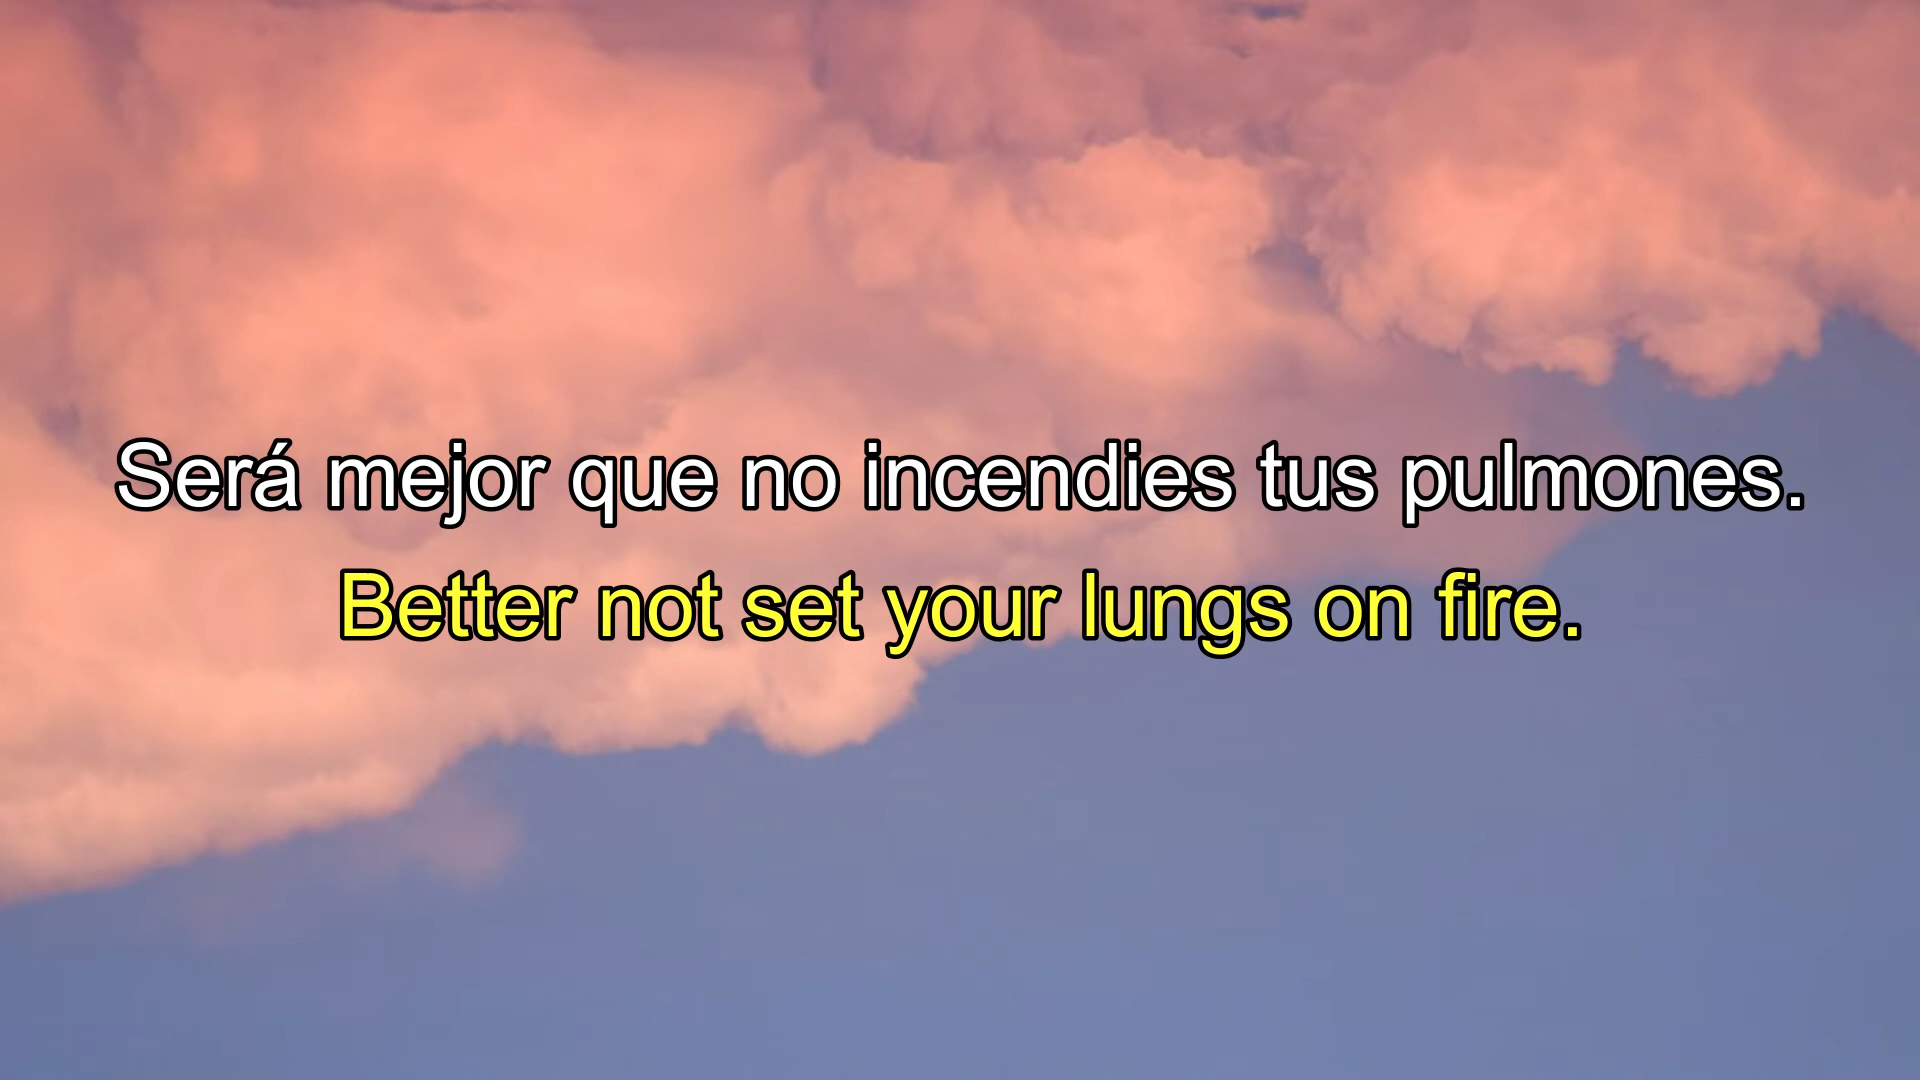 Será mejor que no incendies tus pulmones.
Better not set your lungs on fire.